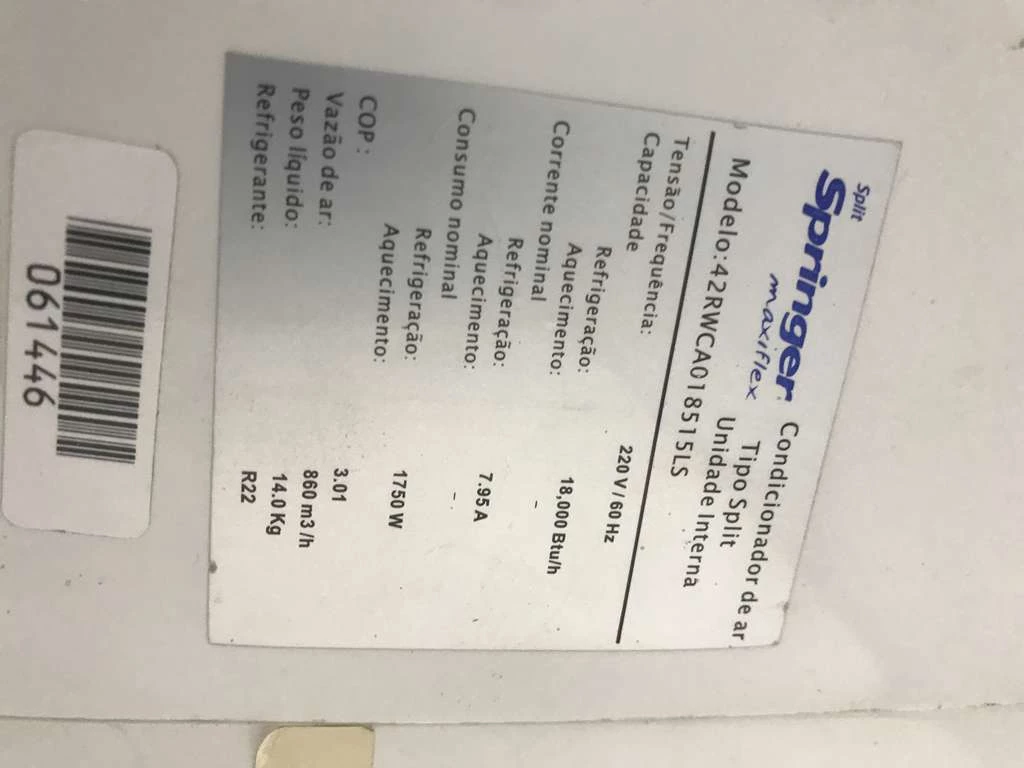 Split
Springer Condicionador de ar
maxiflex Tipo Split
Unidade Interna
Modelo:42RWCA018515LS
Tensão/Frequência: 220 V / 60 Hz
Capacidade
Refrigeração: 18,000 Btu/h
Aquecimento: -
Corrente nominal
Refrigeração: 7.95 A
Aquecimento: -
Consumo nominal
Refrigeração: 1750 W
Aquecimento:
COP : 3.01
Vazão de ar: 860 m3 /h
Peso líquido: 14.0 Kg
Refrigerante: R22
061446